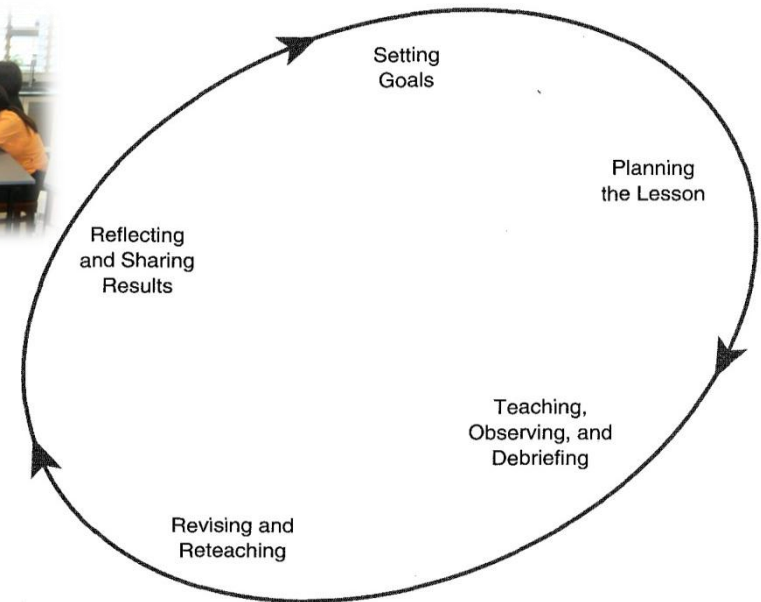 Setting
Goals
Planning
the Lesson
Teaching,
Observing, and
Debriefing
Revising and
Reteaching
Reflecting
and Sharing
Results